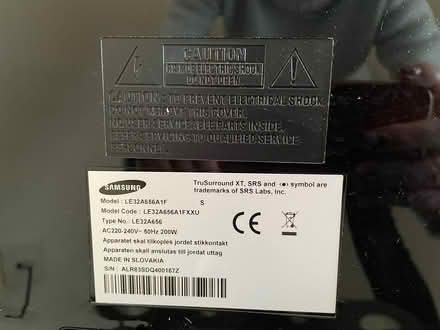 CAUTION
RISK OF ELECTRIC SHOCK
DO NOT OPEN
CAUTION: TO PREVENT ELECTRICAL SHOCK,
DO NOT REMOVE THIS COVER.
NO USER SERVICEABLE PARTS INSIDE.
REFER SERVICING TO QUALIFIED SERVICE
PERSONNEL.
SAMSUNG
TruSurround XT, SRS and (●) symbol are
trademarks of SRS Labs, Inc.
Model : LE32A656A1F S
Model Code : LE32A656A1FXXU
Type No. : LE32A656
AC220-240V~ 50Hz 200W
Apparatet skal tilkoples jordet stikkontakt
Apparaten skall anslutas till jordat uttag
MADE IN SLOVAKIA
S/N : ALR83SDQ400187Z
CE